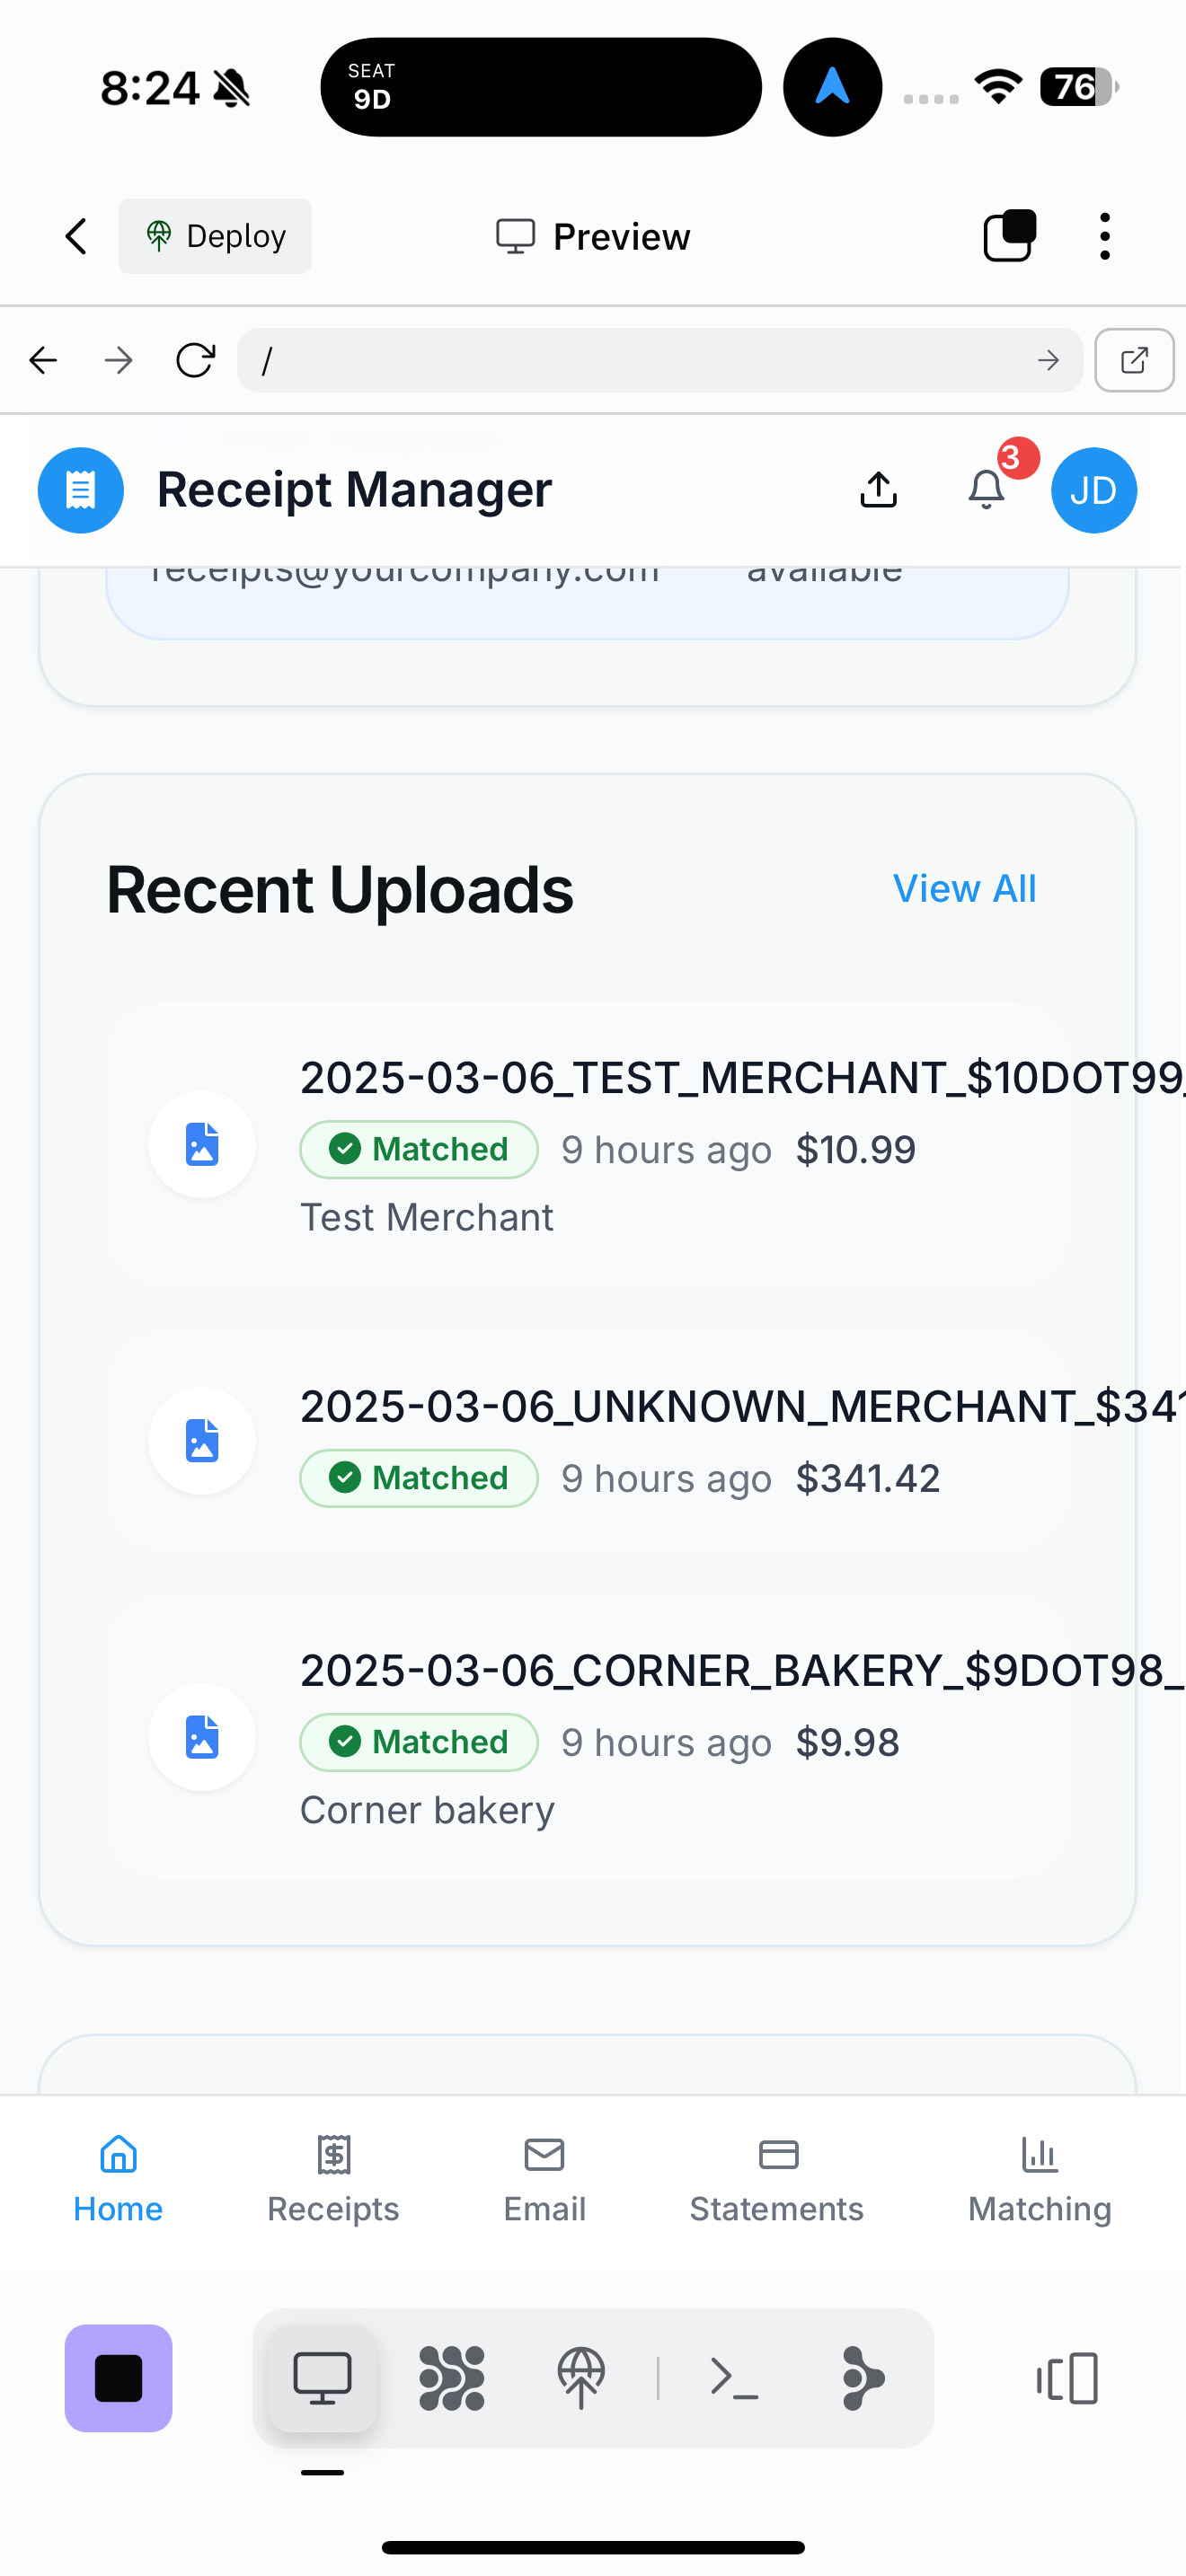 8:24
SEAT
9D
76
Deploy
Preview
/
Receipt Manager
3
JD
receipts@yourcompany.com
available
Recent Uploads
View All
2025-03-06_TEST_MERCHANT_$10DOT99_
Matched 9 hours ago $10.99
Test Merchant
2025-03-06_UNKNOWN_MERCHANT_$341
Matched 9 hours ago $341.42
2025-03-06_CORNER_BAKERY_$9DOT98_
Matched 9 hours ago $9.98
Corner bakery
Home
Receipts
Email
Statements
Matching